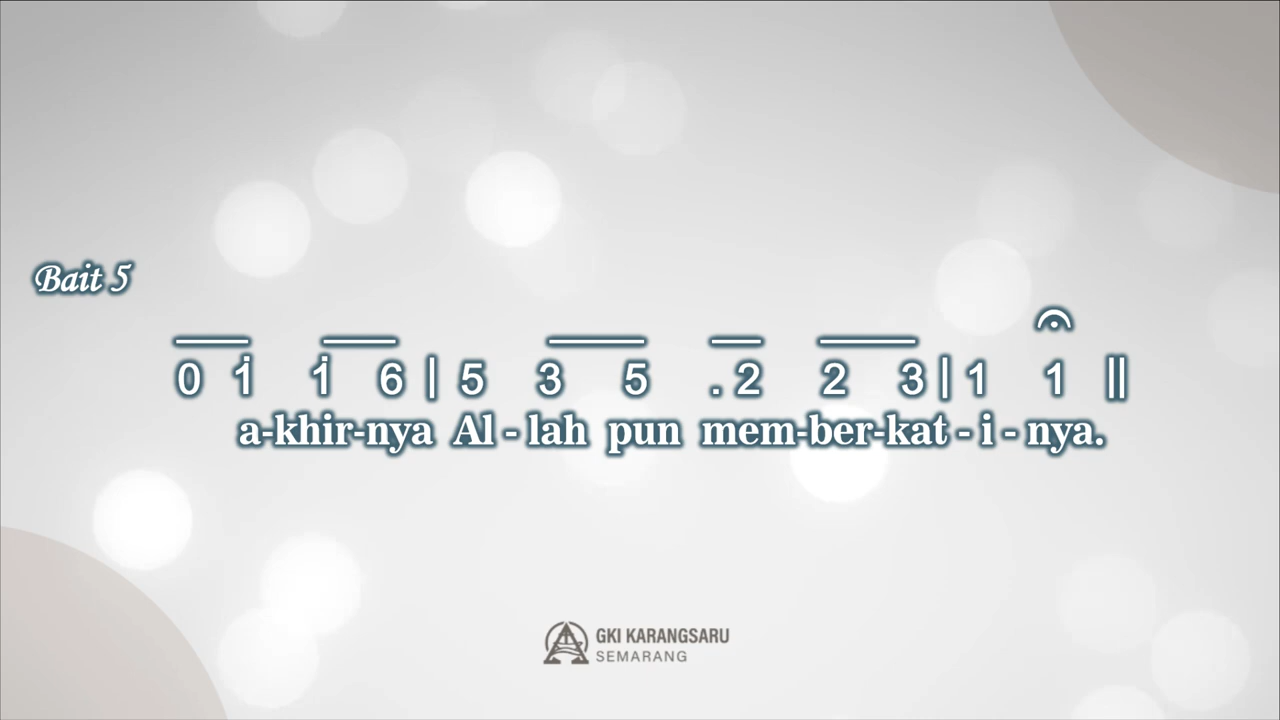 Bait 5
0 1̇ 1̇ 6 | 5 3 5 . 2 2 3 | 1 1 ||
a-khir-nya Al - lah pun mem-ber-kat - i - nya.
GKI KARANGSARU
SEMARANG